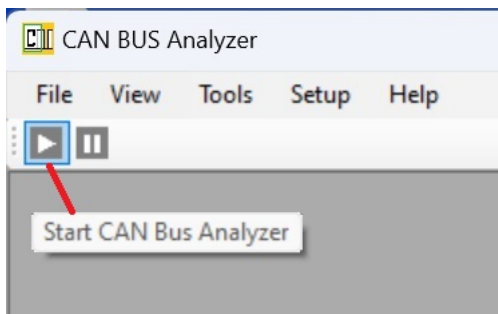 CAN BUS Analyzer
File View Tools Setup Help
Start CAN Bus Analyzer